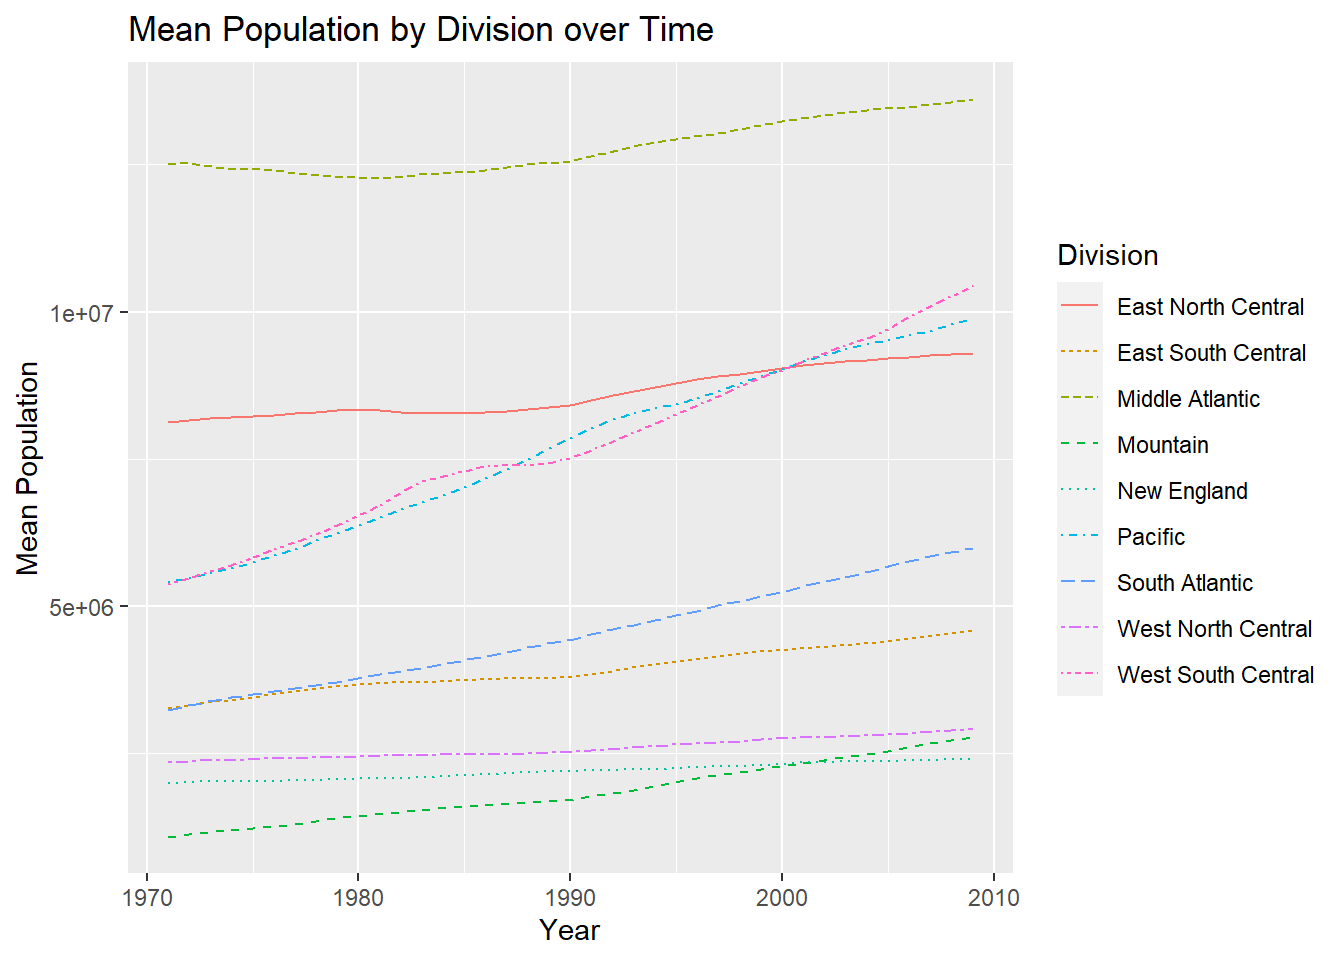 Mean Population by Division over Time
Mean Population
1e+07
5e+06
1970
1980
1990
2000
2010
Year
Division
East North Central
East South Central
Middle Atlantic
Mountain
New England
Pacific
South Atlantic
West North Central
West South Central